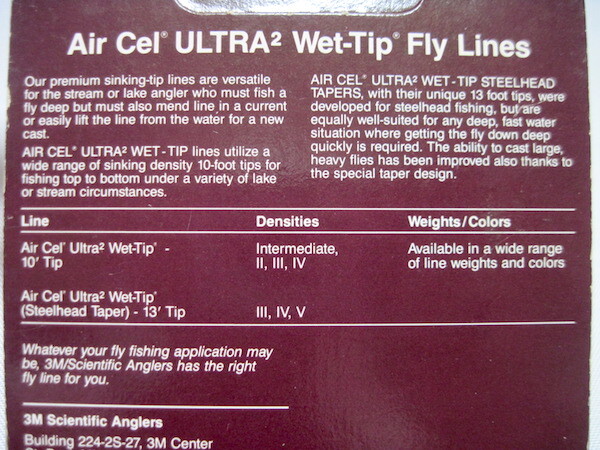 Air Cel® ULTRA² Wet-Tip® Fly Lines
Our premium sinking-tip lines are versatile
for the stream or lake angler who must fish a
fly deep but must also mend line in a current
or easily lift the line from the water for a new
cast.
AIR CEL® ULTRA² WET-TIP lines utilize a
wide range of sinking density 10-foot tips for
fishing top to bottom under a variety of lake
or stream circumstances.
AIR CEL® ULTRA² WET-TIP STEELHEAD
TAPERS, with their unique 13 foot tips, were
developed for steelhead fishing, but are
equally well-suited for any deep, fast water
situation where getting the fly down deep
quickly is required. The ability to cast large,
heavy flies has been improved also thanks to
the special taper design.
Line Densities Weights/Colors
Air Cel® Ultra² Wet-Tip® - Intermediate, Available in a wide range
10' Tip II, III, IV of line weights and colors
Air Cel® Ultra² Wet-Tip®
(Steelhead Taper) - 13' Tip III, IV, V
Whatever your fly fishing application may
be, 3M/Scientific Anglers has the right
fly line for you.
3M Scientific Anglers
Building 224-2S-27, 3M Center